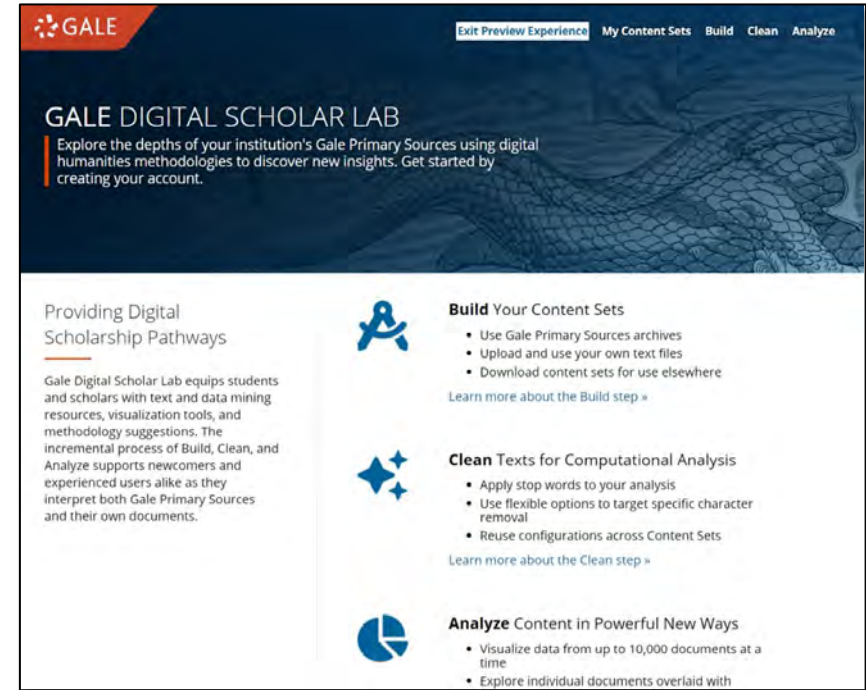 GALE
Exit Preview Experience My Content Sets Build Clean Analyze
GALE DIGITAL SCHOLAR LAB
Explore the depths of your institution's Gale Primary Sources using digital
humanities methodologies to discover new insights. Get started by
creating your account.
Providing Digital
Scholarship Pathways
Gale Digital Scholar Lab equips students
and scholars with text and data mining
resources, visualization tools, and
methodology suggestions. The
incremental process of Build, Clean, and
Analyze supports newcomers and
experienced users alike as they
interpret both Gale Primary Sources
and their own documents.
Build Your Content Sets
• Use Gale Primary Sources archives
• Upload and use your own text files
• Download content sets for use elsewhere
Learn more about the Build step »
Clean Texts for Computational Analysis
• Apply stop words to your analysis
• Use flexible options to target specific character
removal
• Reuse configurations across Content Sets
Learn more about the Clean step »
Analyze Content in Powerful New Ways
• Visualize data from up to 10,000 documents at a
time
• Explore individual documents overlaid with